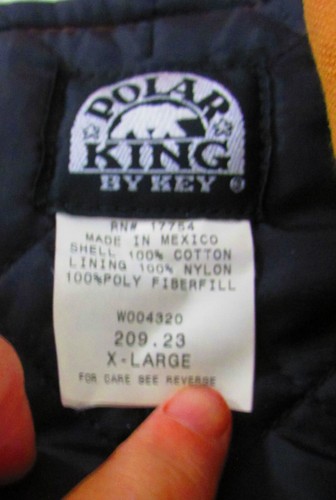 POLAR
KING
BY KEY
RN# 17754
MADE IN MEXICO
SHELL 100% COTTON
LINING 100% NYLON
100%POLY FIBERFILL
W004320
209.23
X-LARGE
FOR CARE SEE REVERSE